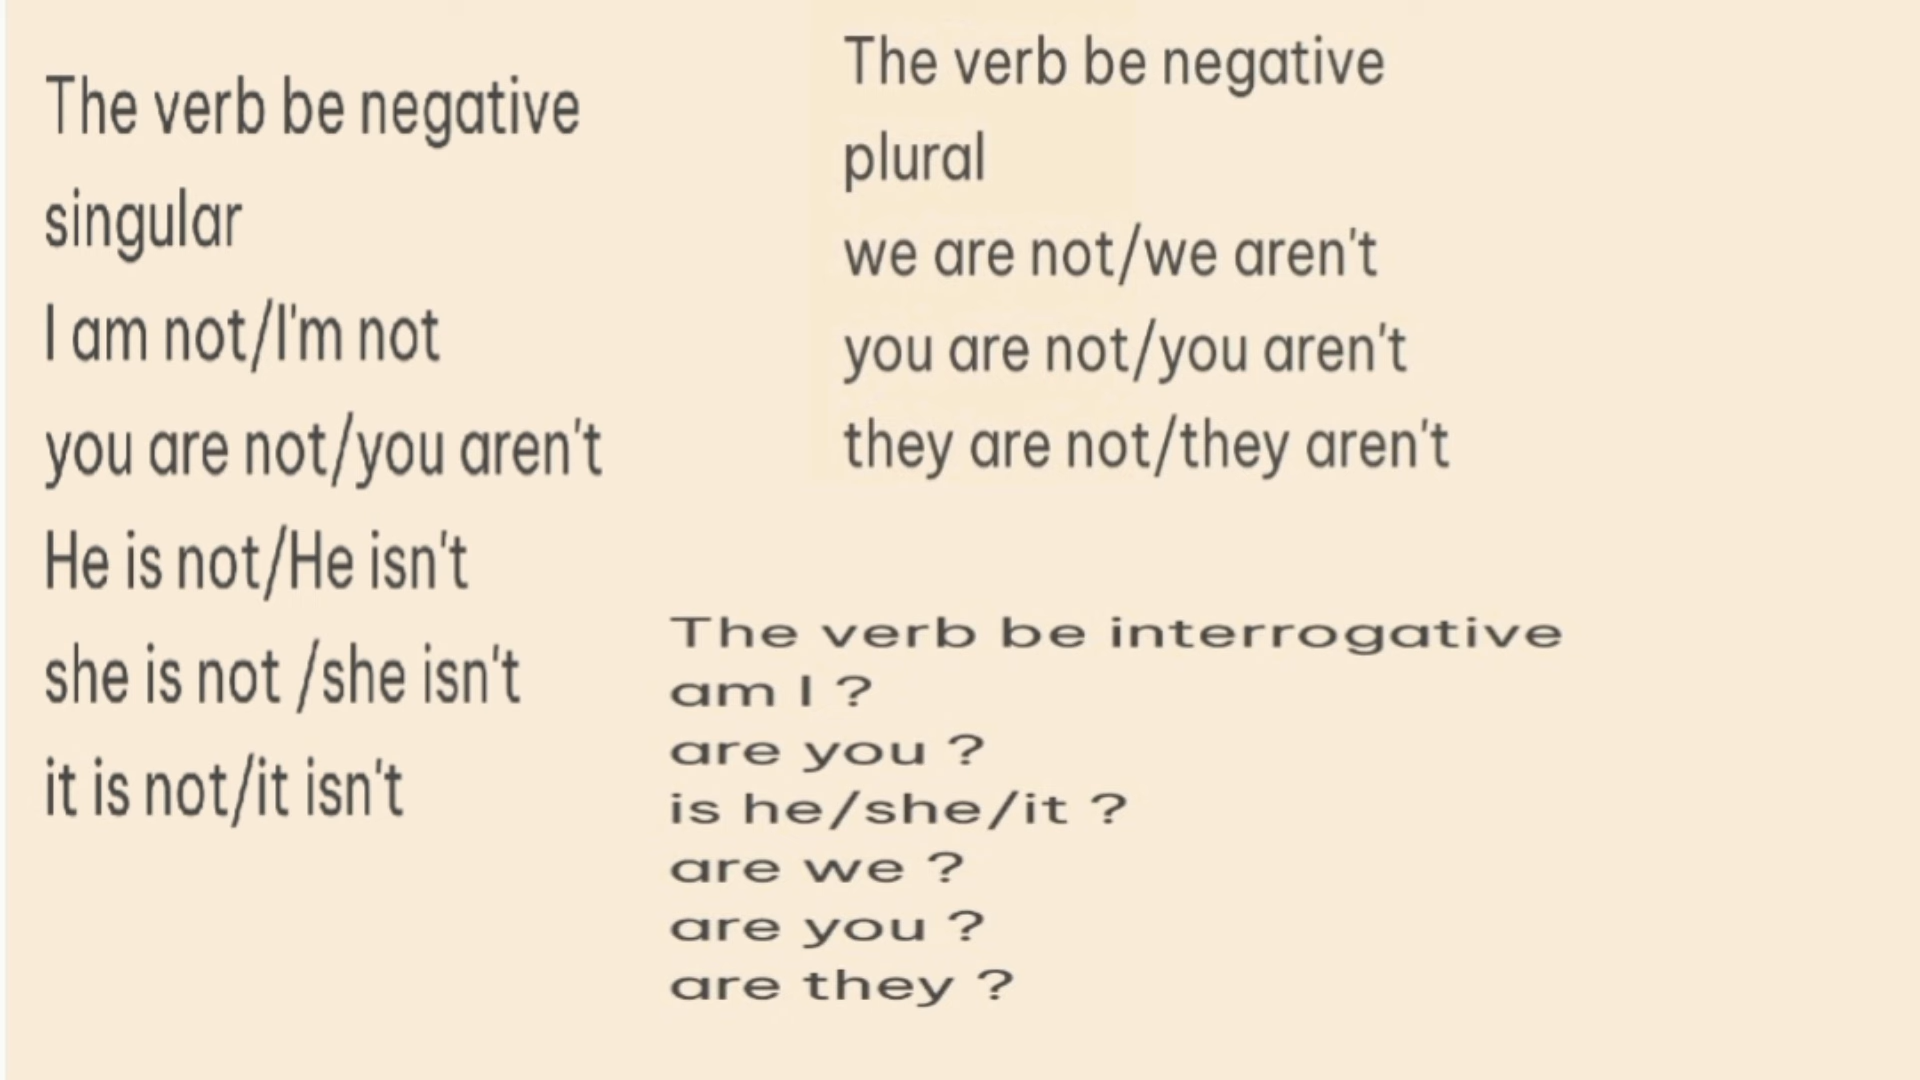 The verb be negative
singular
I am not/I'm not
you are not/you aren't
He is not/He isn't
she is not /she isn't
it is not/it isn't
The verb be negative
plural
we are not/we aren't
you are not/you aren't
they are not/they aren't
The verb be interrogative
am I ?
are you ?
is he/she/it ?
are we ?
are you ?
are they ?